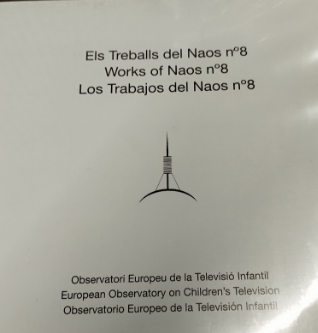 Els Treballs del Naos nº8
Works of Naos nº8
Los Trabajos del Naos nº8
Observatori Europeu de la Televisió Infantil
European Observatory on Children's Television
Observatorio Europeo de la Televisión Infantil